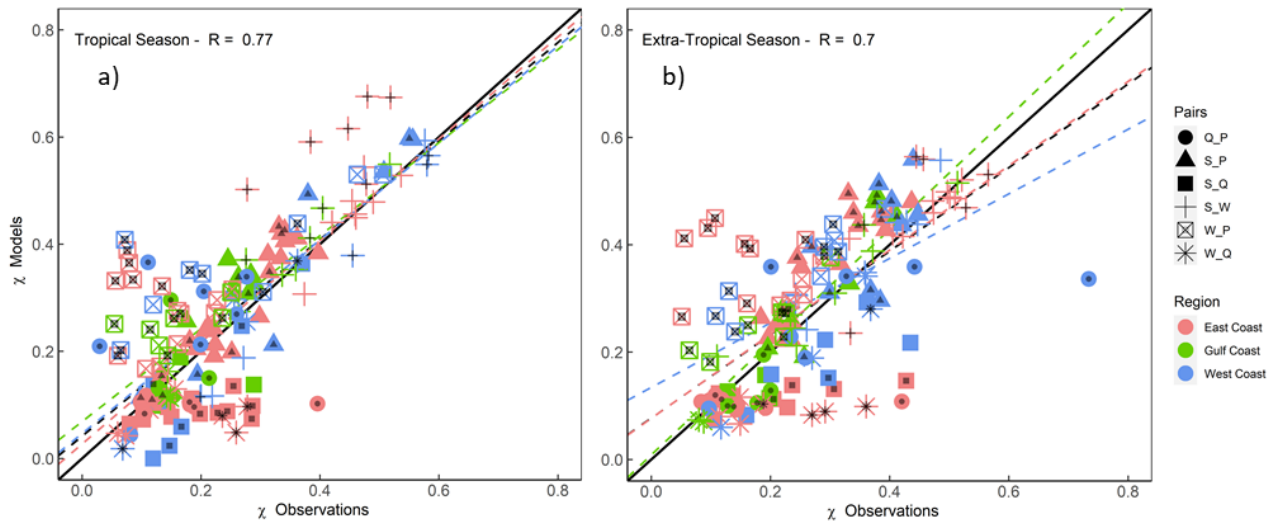 Tropical Season - R = 0.77
a)
0.8
0.6
0.4
0.2
0.0
χ Models
0.0 0.2 0.4 0.6 0.8
χ Observations
Extra-Tropical Season - R = 0.7
b)
0.8
0.6
0.4
0.2
0.0
χ Models
0.0 0.2 0.4 0.6 0.8
χ Observations
Pairs
Q_P
S_P
S_Q
S_W
W_P
W_Q
Region
East Coast
Gulf Coast
West Coast